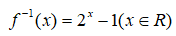 f⁻¹(x) = 2ˣ − 1(x ∈ R)